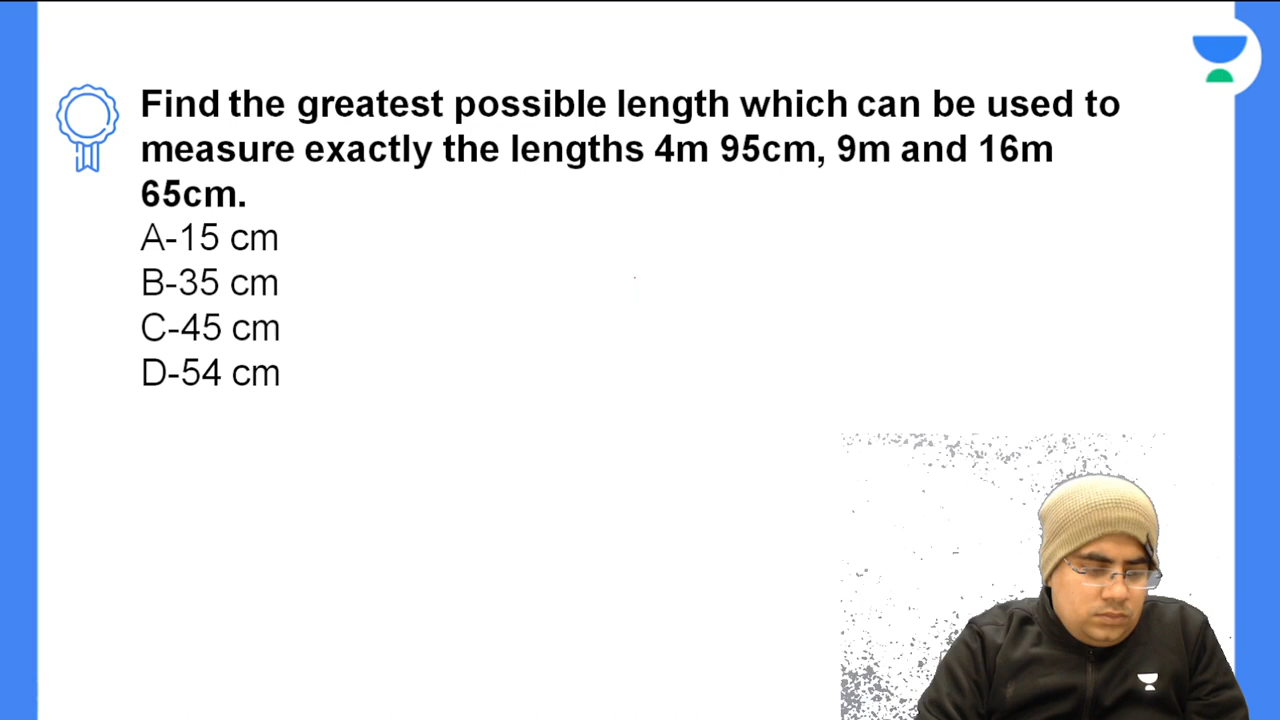 Find the greatest possible length which can be used to
measure exactly the lengths 4m 95cm, 9m and 16m
65cm.
A-15 cm
B-35 cm
C-45 cm
D-54 cm